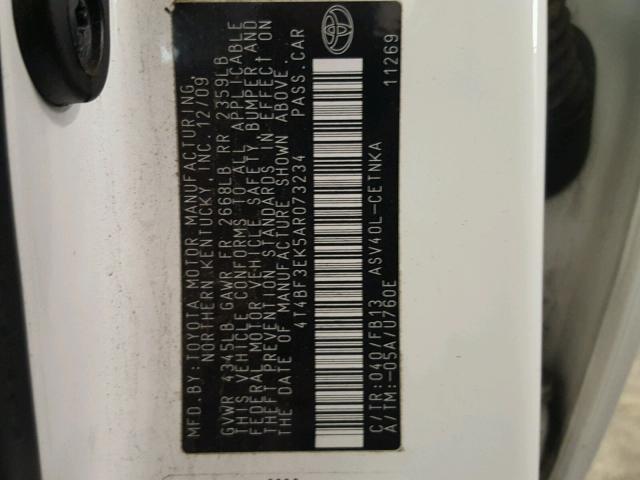 MFD.BY:TOYOTA MOTOR MANUFACTURING,
NORTHERN KENTUCKY, INC. 12/09
GVWR 4345LB GAWR FR 2668LB RR 2359LB
THIS VEHICLE CONFORMS TO ALL APPLICABLE
FEDERAL MOTOR VEHICLE SAFETY, BUMPER AND
THEFT PREVENTION STANDARDS IN EFFECT ON
THE DATE OF MANUFACTURE SHOWN ABOVE.
4T4BF3EK5AR073234 PASS.CAR
C/TR:040/FB13 ASV40L-CETNKA
A/TM:-05A/U760E 11269